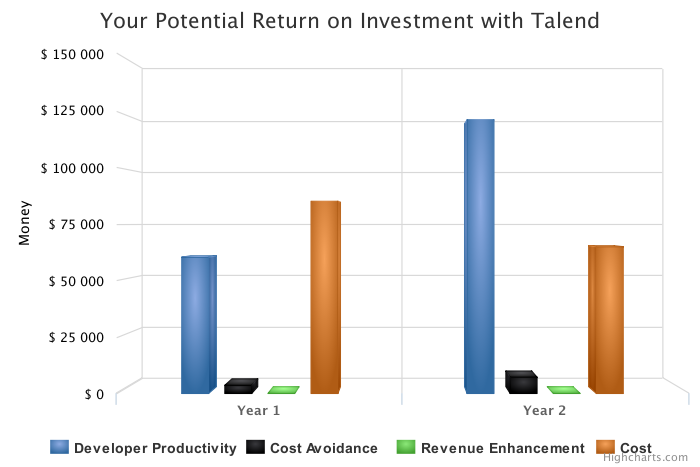 Your Potential Return on Investment with Talend
$ 150 000
$ 125 000
$ 100 000
$ 75 000
$ 50 000
$ 25 000
$ 0
Money
Year 1
Year 2
Developer Productivity
Cost Avoidance
Revenue Enhancement
Cost
Highcharts.com